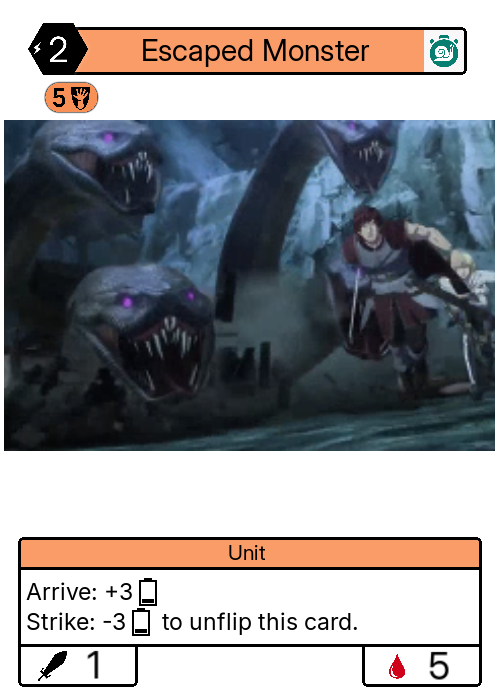 2
Escaped Monster
5
Unit
Arrive: +3
Strike: -3 to unflip this card.
1
5